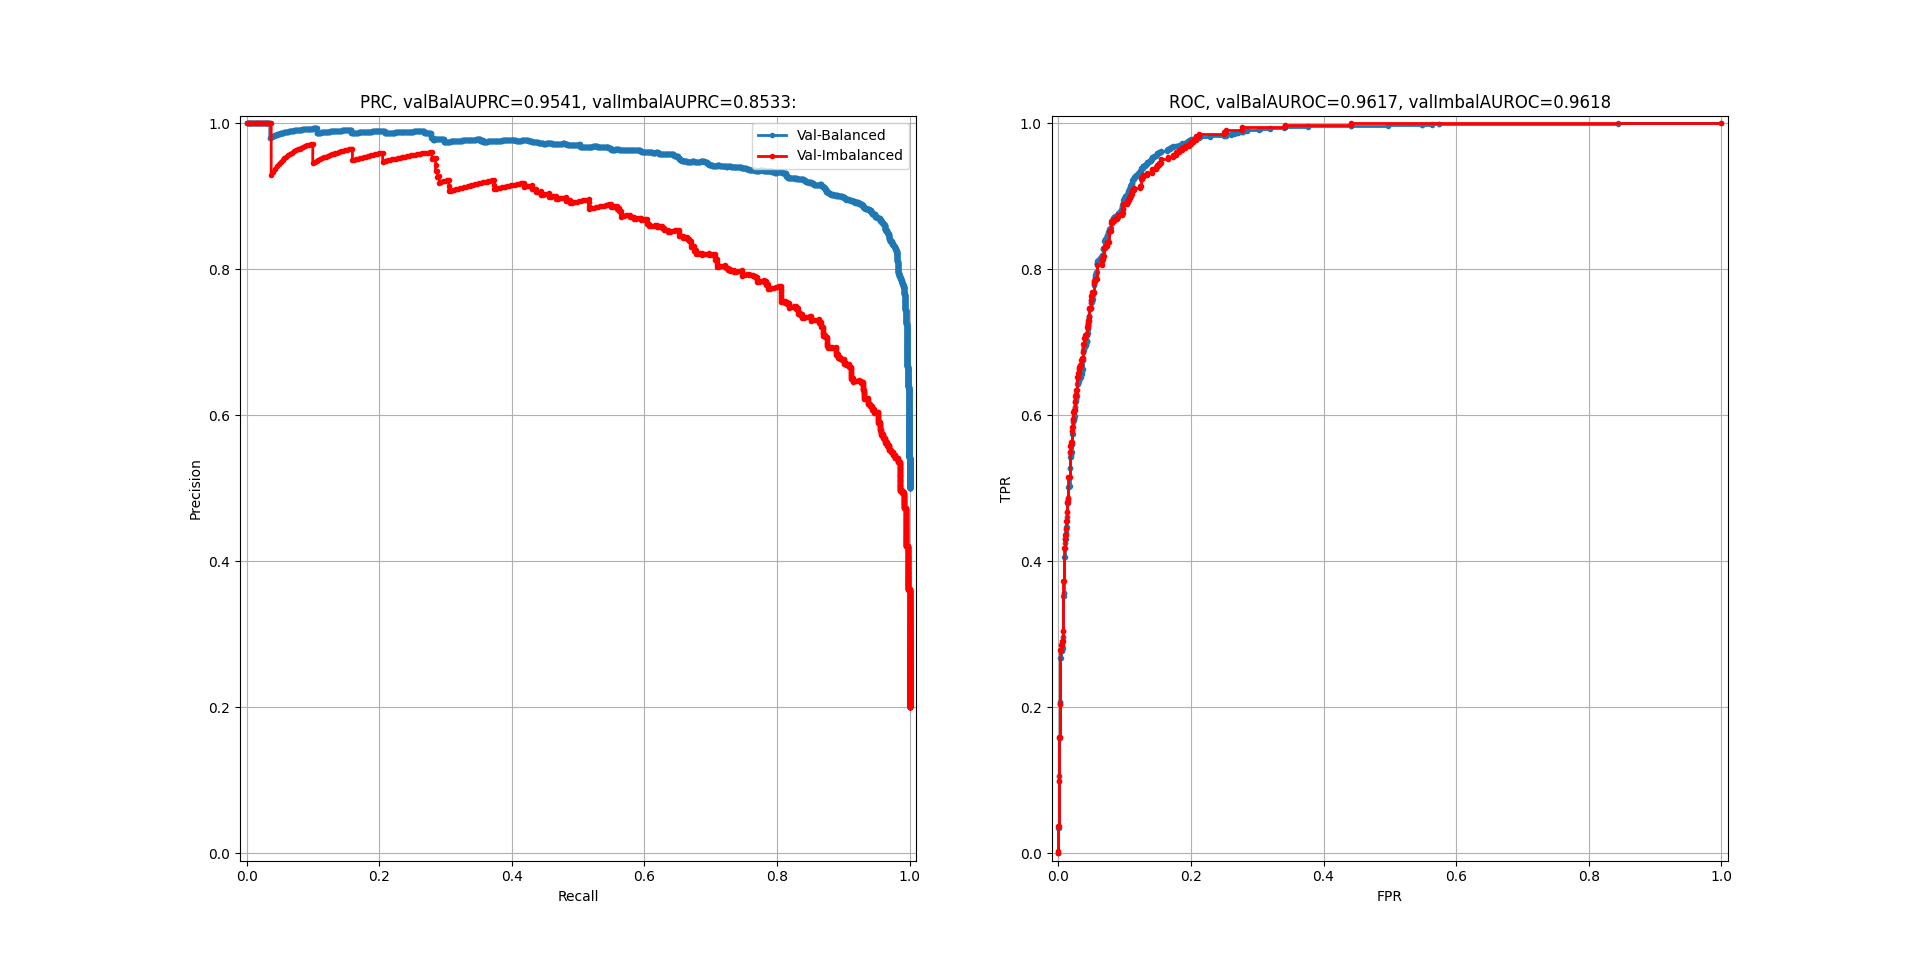 PRC, valBalAUPRC=0.9541, valImbalAUPRC=0.8533:
Val-Balanced
Val-Imbalanced
1.0
0.8
0.6
0.4
0.2
0.0
Precision
0.0 0.2 0.4 0.6 0.8 1.0
Recall
ROC, valBalAUROC=0.9617, valImbalAUROC=0.9618
1.0
0.8
0.6
0.4
0.2
0.0
TPR
0.0 0.2 0.4 0.6 0.8 1.0
FPR